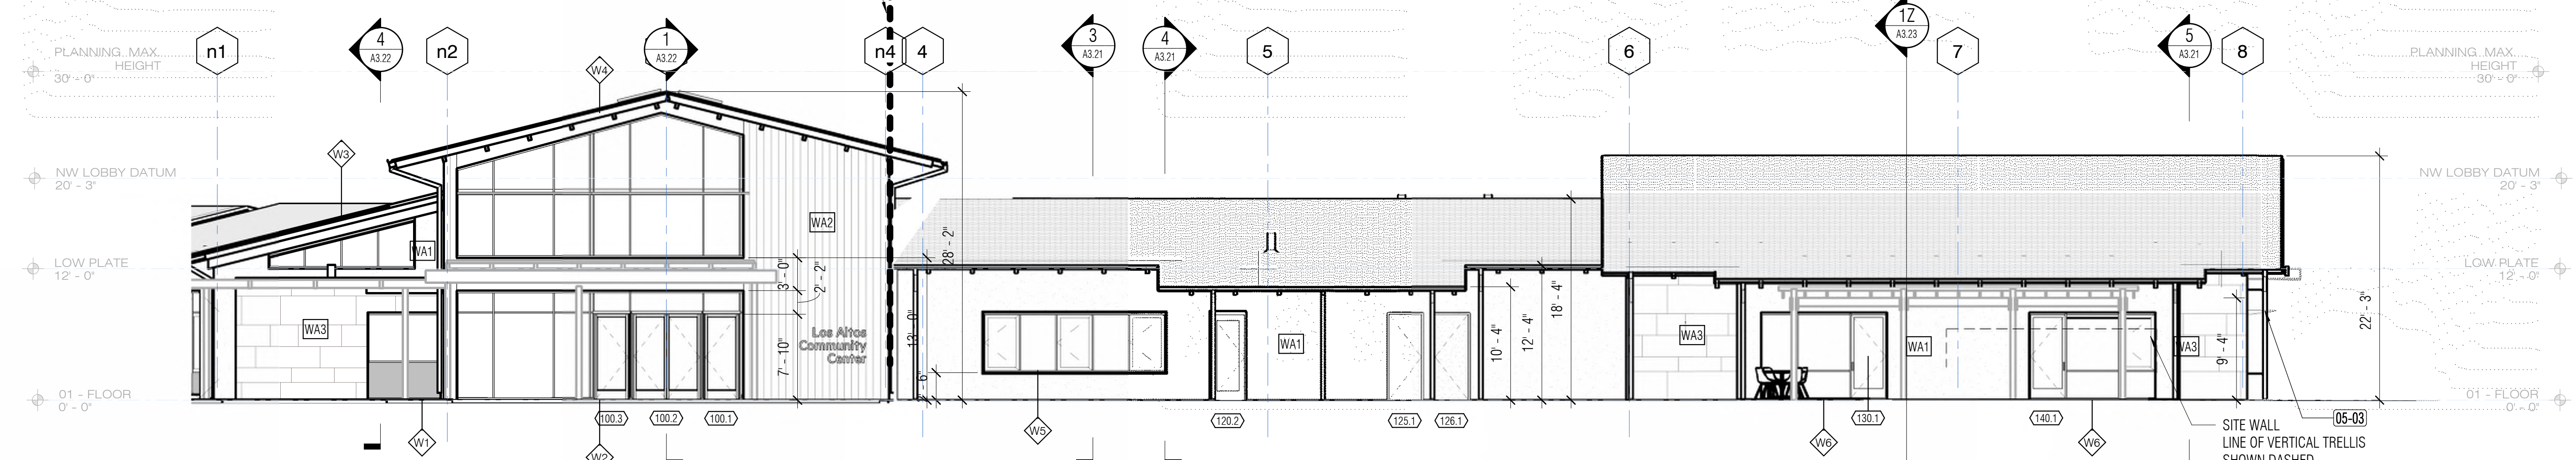 n1
4
A3.22
n2
1
A3.22
n4
4
3
A3.21
4
A3.21
5
6
1Z
A3.23
7
5
A3.21
8
PLANNING MAX.
HEIGHT
30' - 0"
PLANNING MAX.
HEIGHT
30' - 0"
W4
W3
NW LOBBY DATUM
20' - 3"
NW LOBBY DATUM
20' - 3"
WA2
WA1
28' - 2"
LOW PLATE
12' - 0"
LOW PLATE
12' - 0"
3' - 0"
2' - 2"
13' - 0"
18' - 4"
12' - 4"
10' - 4"
22' - 3"
9' - 4"
7' - 10"
WA3
Los Altos
Community
Center
WA1
WA3
WA1
WA3
01 - FLOOR
0' - 0"
01 - FLOOR
0' - 0"
100.3
100.2
100.1
120.2
125.1
126.1
130.1
140.1
05-03
W1
W2
W5
W6
W6
SITE WALL
LINE OF VERTICAL TRELLIS
SHOWN DASHED